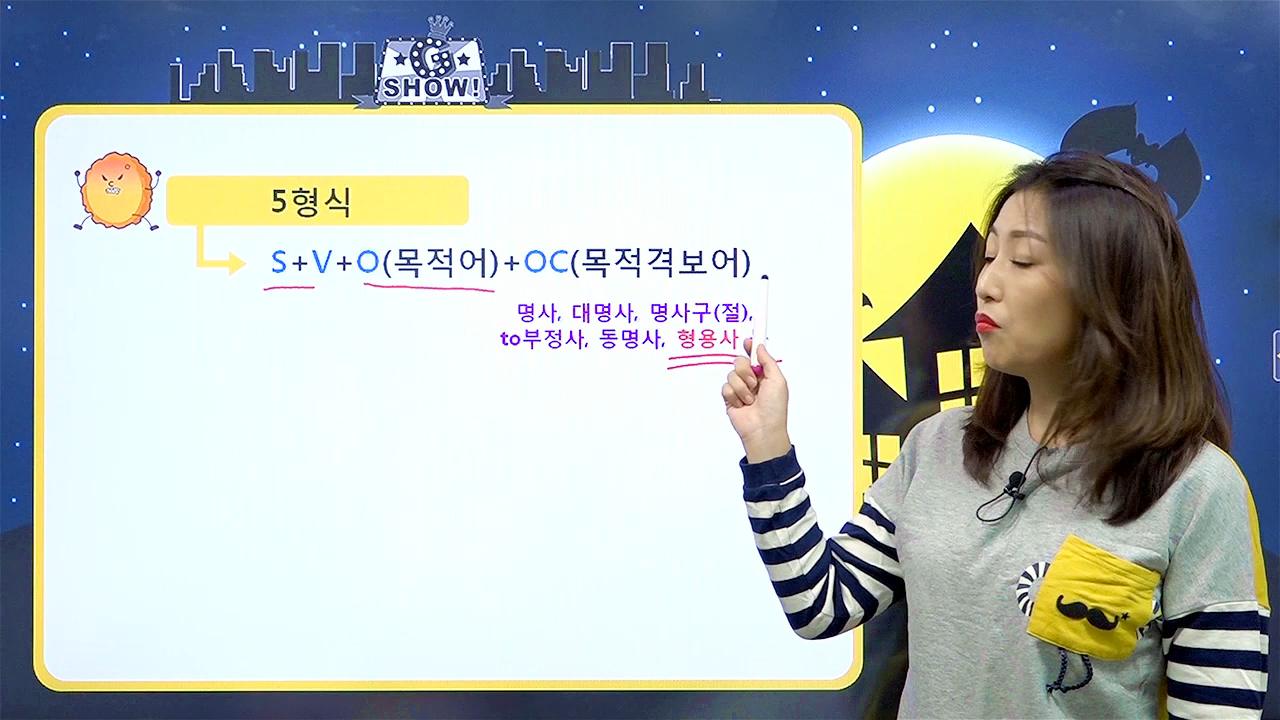 G
SHOW!
5형식
S+V+O(목적어)+OC(목적격보어)
명사, 대명사, 명사구(절),
to부정사, 동명사, 형용사